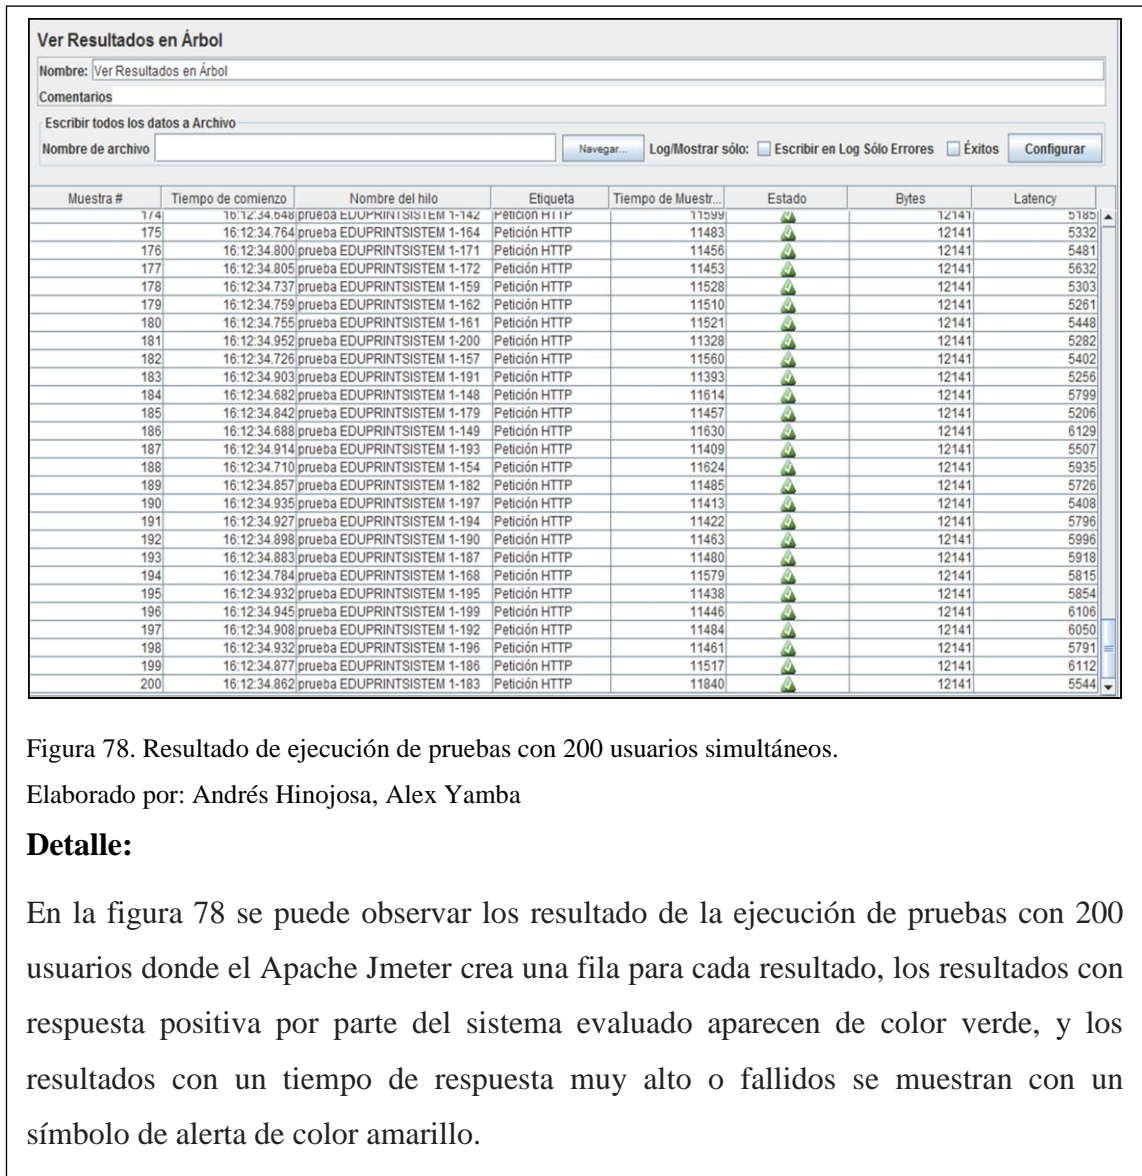 Ver Resultados en Árbol
Nombre: Ver Resultados en Árbol
Comentarios
Escribir todos los datos a Archivo
Nombre de archivo Navegar... Log/Mostrar sólo: Escribir en Log Sólo Errores Éxitos Configurar
Muestra # Tiempo de comienzo Nombre del hilo Etiqueta Tiempo de Muestr... Estado Bytes Latency
174 16:12:34.648 prueba EDUPRINTSISTEM 1-142 Petición HTTP 11599 12141 5185
175 16:12:34.764 prueba EDUPRINTSISTEM 1-164 Petición HTTP 11483 12141 5332
176 16:12:34.800 prueba EDUPRINTSISTEM 1-171 Petición HTTP 11456 12141 5481
177 16:12:34.805 prueba EDUPRINTSISTEM 1-172 Petición HTTP 11453 12141 5632
178 16:12:34.737 prueba EDUPRINTSISTEM 1-159 Petición HTTP 11528 12141 5303
179 16:12:34.759 prueba EDUPRINTSISTEM 1-162 Petición HTTP 11510 12141 5261
180 16:12:34.755 prueba EDUPRINTSISTEM 1-161 Petición HTTP 11521 12141 5448
181 16:12:34.952 prueba EDUPRINTSISTEM 1-200 Petición HTTP 11328 12141 5282
182 16:12:34.726 prueba EDUPRINTSISTEM 1-157 Petición HTTP 11560 12141 5402
183 16:12:34.903 prueba EDUPRINTSISTEM 1-191 Petición HTTP 11393 12141 5256
184 16:12:34.682 prueba EDUPRINTSISTEM 1-148 Petición HTTP 11614 12141 5799
185 16:12:34.842 prueba EDUPRINTSISTEM 1-179 Petición HTTP 11457 12141 5206
186 16:12:34.688 prueba EDUPRINTSISTEM 1-149 Petición HTTP 11630 12141 6129
187 16:12:34.914 prueba EDUPRINTSISTEM 1-193 Petición HTTP 11409 12141 5507
188 16:12:34.710 prueba EDUPRINTSISTEM 1-154 Petición HTTP 11624 12141 5935
189 16:12:34.857 prueba EDUPRINTSISTEM 1-182 Petición HTTP 11485 12141 5726
190 16:12:34.935 prueba EDUPRINTSISTEM 1-197 Petición HTTP 11413 12141 5408
191 16:12:34.927 prueba EDUPRINTSISTEM 1-194 Petición HTTP 11422 12141 5796
192 16:12:34.898 prueba EDUPRINTSISTEM 1-190 Petición HTTP 11463 12141 5996
193 16:12:34.883 prueba EDUPRINTSISTEM 1-187 Petición HTTP 11480 12141 5918
194 16:12:34.784 prueba EDUPRINTSISTEM 1-168 Petición HTTP 11579 12141 5815
195 16:12:34.932 prueba EDUPRINTSISTEM 1-195 Petición HTTP 11438 12141 5854
196 16:12:34.945 prueba EDUPRINTSISTEM 1-199 Petición HTTP 11446 12141 6106
197 16:12:34.908 prueba EDUPRINTSISTEM 1-192 Petición HTTP 11484 12141 6050
198 16:12:34.932 prueba EDUPRINTSISTEM 1-196 Petición HTTP 11461 12141 5791
199 16:12:34.877 prueba EDUPRINTSISTEM 1-186 Petición HTTP 11517 12141 6112
200 16:12:34.862 prueba EDUPRINTSISTEM 1-183 Petición HTTP 11840 12141 5544
Figura 78. Resultado de ejecución de pruebas con 200 usuarios simultáneos.
Elaborado por: Andrés Hinojosa, Alex Yamba
Detalle:
En la figura 78 se puede observar los resultado de la ejecución de pruebas con 200
usuarios donde el Apache Jmeter crea una fila para cada resultado, los resultados con
respuesta positiva por parte del sistema evaluado aparecen de color verde, y los
resultados con un tiempo de respuesta muy alto o fallidos se muestran con un
símbolo de alerta de color amarillo.